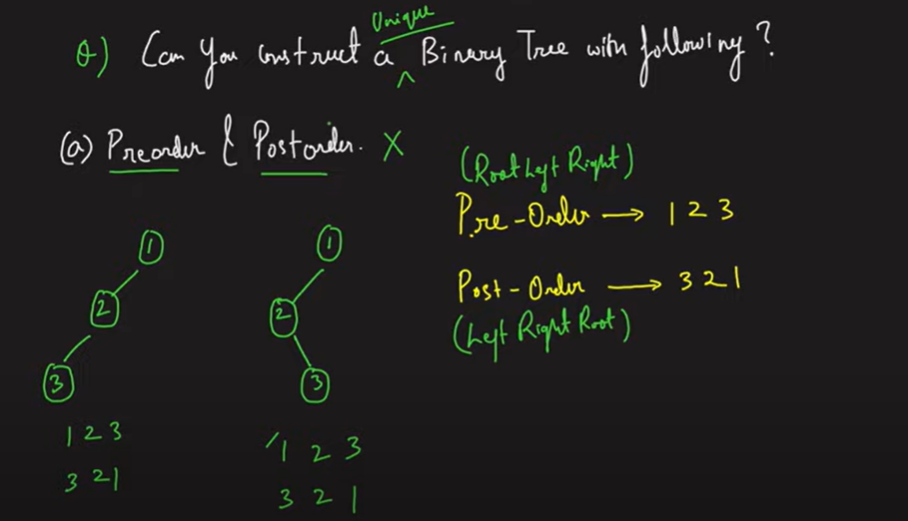 Q) Can you construct a ^ Unique Binary Tree with following?
(a) Preorder & Postorder. X
(Root Left Right)
Pre-Order → 1 2 3
Post-Order → 3 2 1
(Left Right Root)
1
2
3
1 2 3
3 2 1
1
2
3
1 2 3
3 2 1